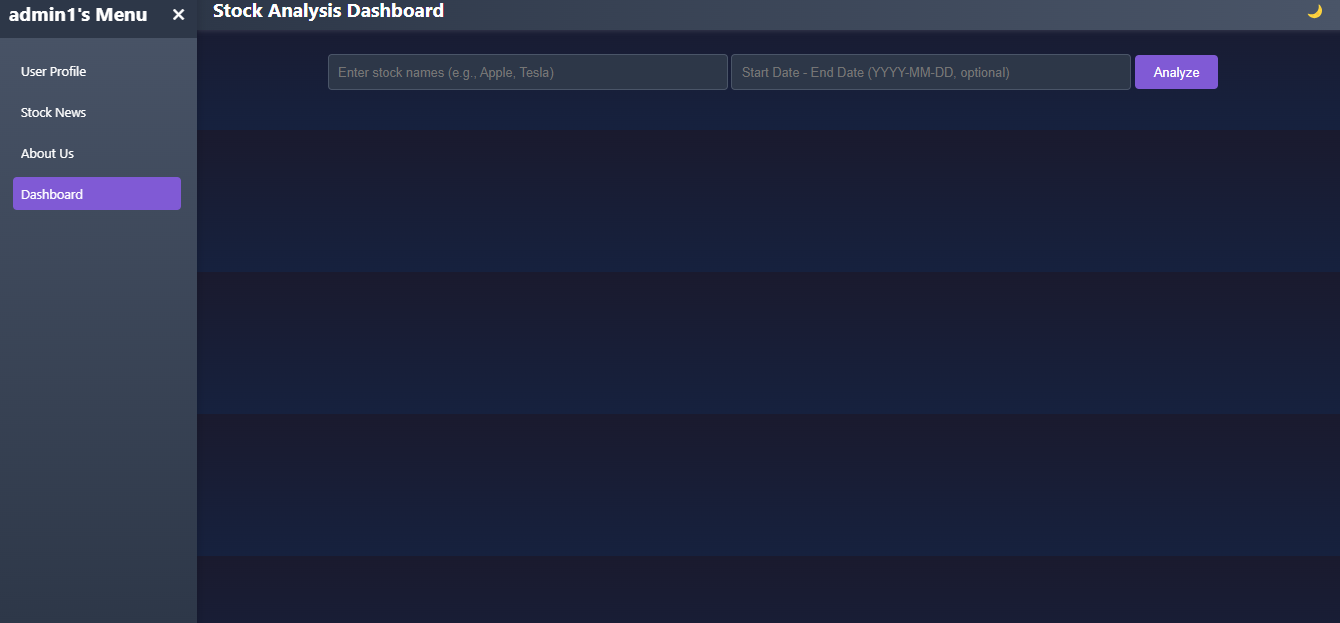 admin1's Menu ✕
Stock Analysis Dashboard
User Profile
Stock News
About Us
Dashboard
Enter stock names (e.g., Apple, Tesla)
Start Date - End Date (YYYY-MM-DD, optional)
Analyze